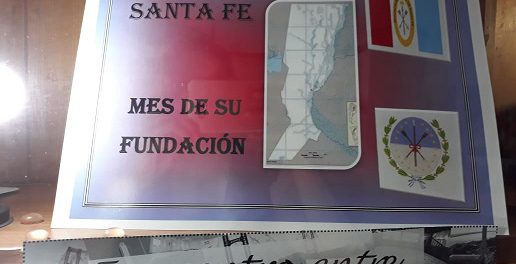 SANTA FE
MES DE SU
FUNDACIÓN